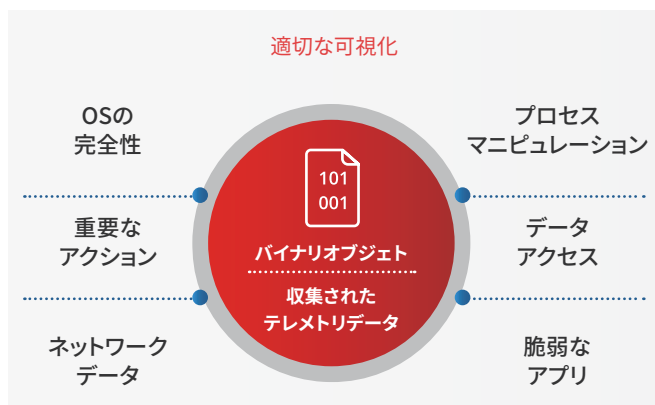 適切な可視化
OSの
完全性
重要な
アクション
ネットワーク
データ
101
001
バイナリオブジェト
収集された
テレメトリデータ
プロセス
マニピュレーション
データ
アクセス
脆弱な
アプリ